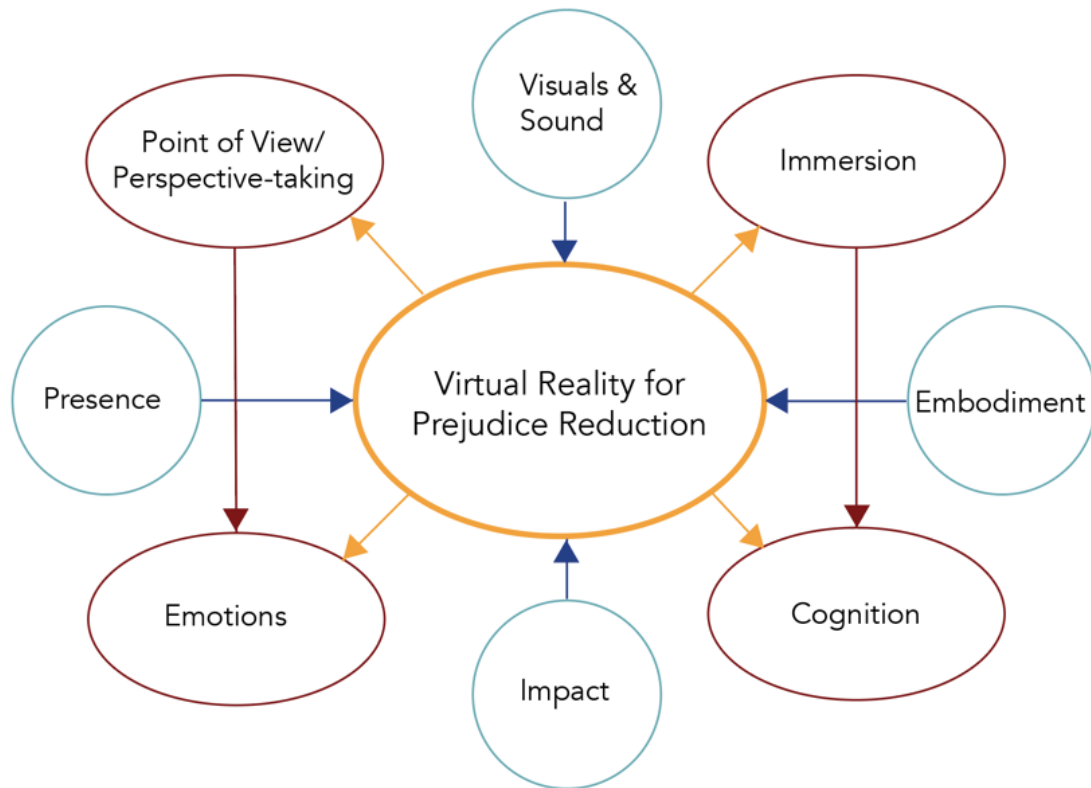 Visuals &
Sound
Point of View/
Perspective-taking
Immersion
Presence
Virtual Reality for
Prejudice Reduction
Embodiment
Emotions
Impact
Cognition